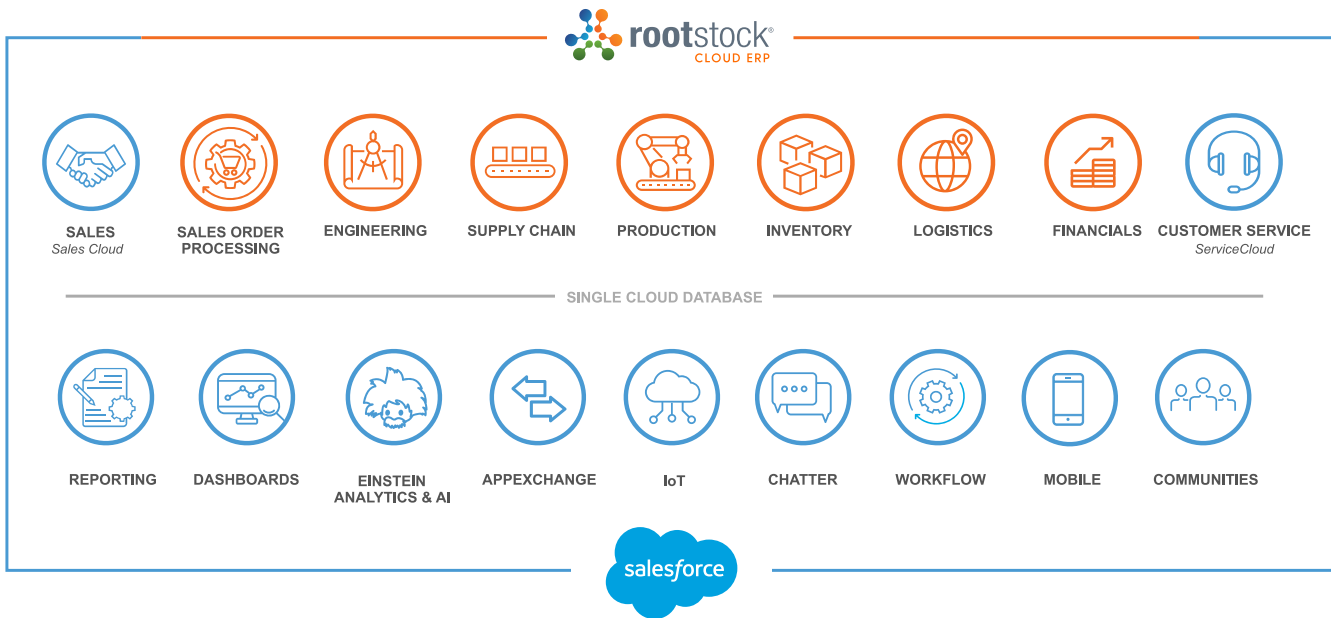 rootstock®
CLOUD ERP
SALES
Sales Cloud
SALES ORDER
PROCESSING
ENGINEERING
SUPPLY CHAIN
PRODUCTION
INVENTORY
LOGISTICS
FINANCIALS
CUSTOMER SERVICE
ServiceCloud
SINGLE CLOUD DATABASE
REPORTING
DASHBOARDS
EINSTEIN
ANALYTICS & AI
APPEXCHANGE
IoT
CHATTER
WORKFLOW
MOBILE
COMMUNITIES
salesforce